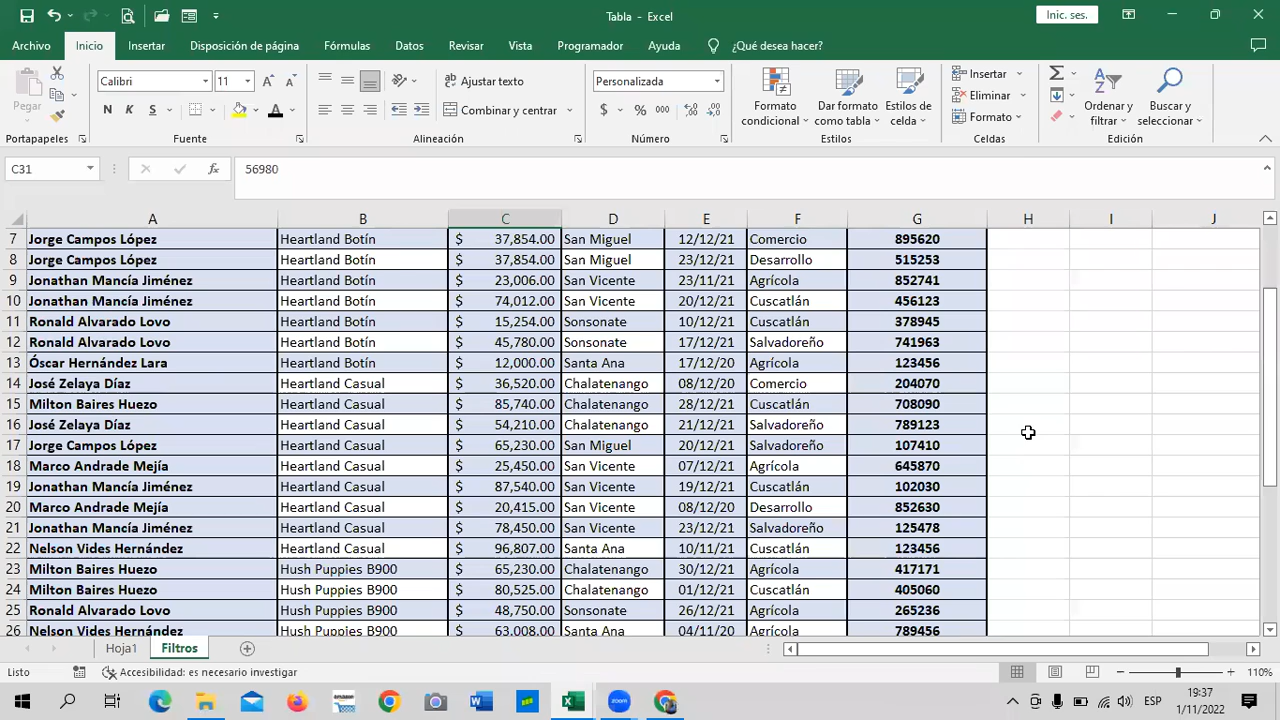 Tabla - Excel
Inic. ses.
Archivo Inicio Insertar Disposición de página Fórmulas Datos Revisar Vista Programador Ayuda ¿Qué desea hacer?
Pegar
Calibri 11
N K S
Ajustar texto
Combinar y centrar
Personalizada
$ % 000
Formato condicional
Dar formato como tabla
Estilos de celda
Insertar
Eliminar
Formato
Ordenar y filtrar
Buscar y seleccionar
Portapapeles Fuente Alineación Número Estilos Celdas Edición
C31 fx 56980
A B C D E F G H I J
7 Jorge Campos López Heartland Botín $ 37,854.00 San Miguel 12/12/21 Comercio 895620
8 Jorge Campos López Heartland Botín $ 37,854.00 San Miguel 23/12/21 Desarrollo 515253
9 Jonathan Mancía Jiménez Heartland Botín $ 23,006.00 San Vicente 23/11/21 Agrícola 852741
10 Jonathan Mancía Jiménez Heartland Botín $ 74,012.00 San Vicente 20/12/21 Cuscatlán 456123
11 Ronald Alvarado Lovo Heartland Botín $ 15,254.00 Sonsonate 10/12/21 Cuscatlán 378945
12 Ronald Alvarado Lovo Heartland Botín $ 45,780.00 Sonsonate 17/12/21 Salvadoreño 741963
13 Óscar Hernández Lara Heartland Botín $ 12,000.00 Santa Ana 17/12/20 Agrícola 123456
14 José Zelaya Díaz Heartland Casual $ 36,520.00 Chalatenango 08/12/20 Comercio 204070
15 Milton Baires Huezo Heartland Casual $ 85,740.00 Chalatenango 28/12/21 Cuscatlán 708090
16 José Zelaya Díaz Heartland Casual $ 54,210.00 Chalatenango 21/12/21 Salvadoreño 789123
17 Jorge Campos López Heartland Casual $ 65,230.00 San Miguel 20/12/21 Salvadoreño 107410
18 Marco Andrade Mejía Heartland Casual $ 25,450.00 San Vicente 07/12/21 Agrícola 645870
19 Jonathan Mancía Jiménez Heartland Casual $ 87,540.00 San Vicente 19/12/21 Cuscatlán 102030
20 Marco Andrade Mejía Heartland Casual $ 20,415.00 San Vicente 08/12/20 Desarrollo 852630
21 Jonathan Mancía Jiménez Heartland Casual $ 78,450.00 San Vicente 23/12/21 Salvadoreño 125478
22 Nelson Vides Hernández Heartland Casual $ 96,807.00 Santa Ana 10/11/21 Cuscatlán 123456
23 Milton Baires Huezo Hush Puppies B900 $ 65,230.00 Chalatenango 30/12/21 Agrícola 417171
24 Milton Baires Huezo Hush Puppies B900 $ 80,525.00 Chalatenango 01/12/21 Cuscatlán 405060
25 Ronald Alvarado Lovo Hush Puppies B900 $ 48,750.00 Sonsonate 26/12/21 Agrícola 265236
26 Nelson Vides Hernández Hush Puppies B900 $ 63,008.00 Santa Ana 04/11/20 Agrícola 789456
Hoja1 Filtros
Listo Accesibilidad: es necesario investigar 110%
amazon
zoom
ESP
19:37
1/11/2022